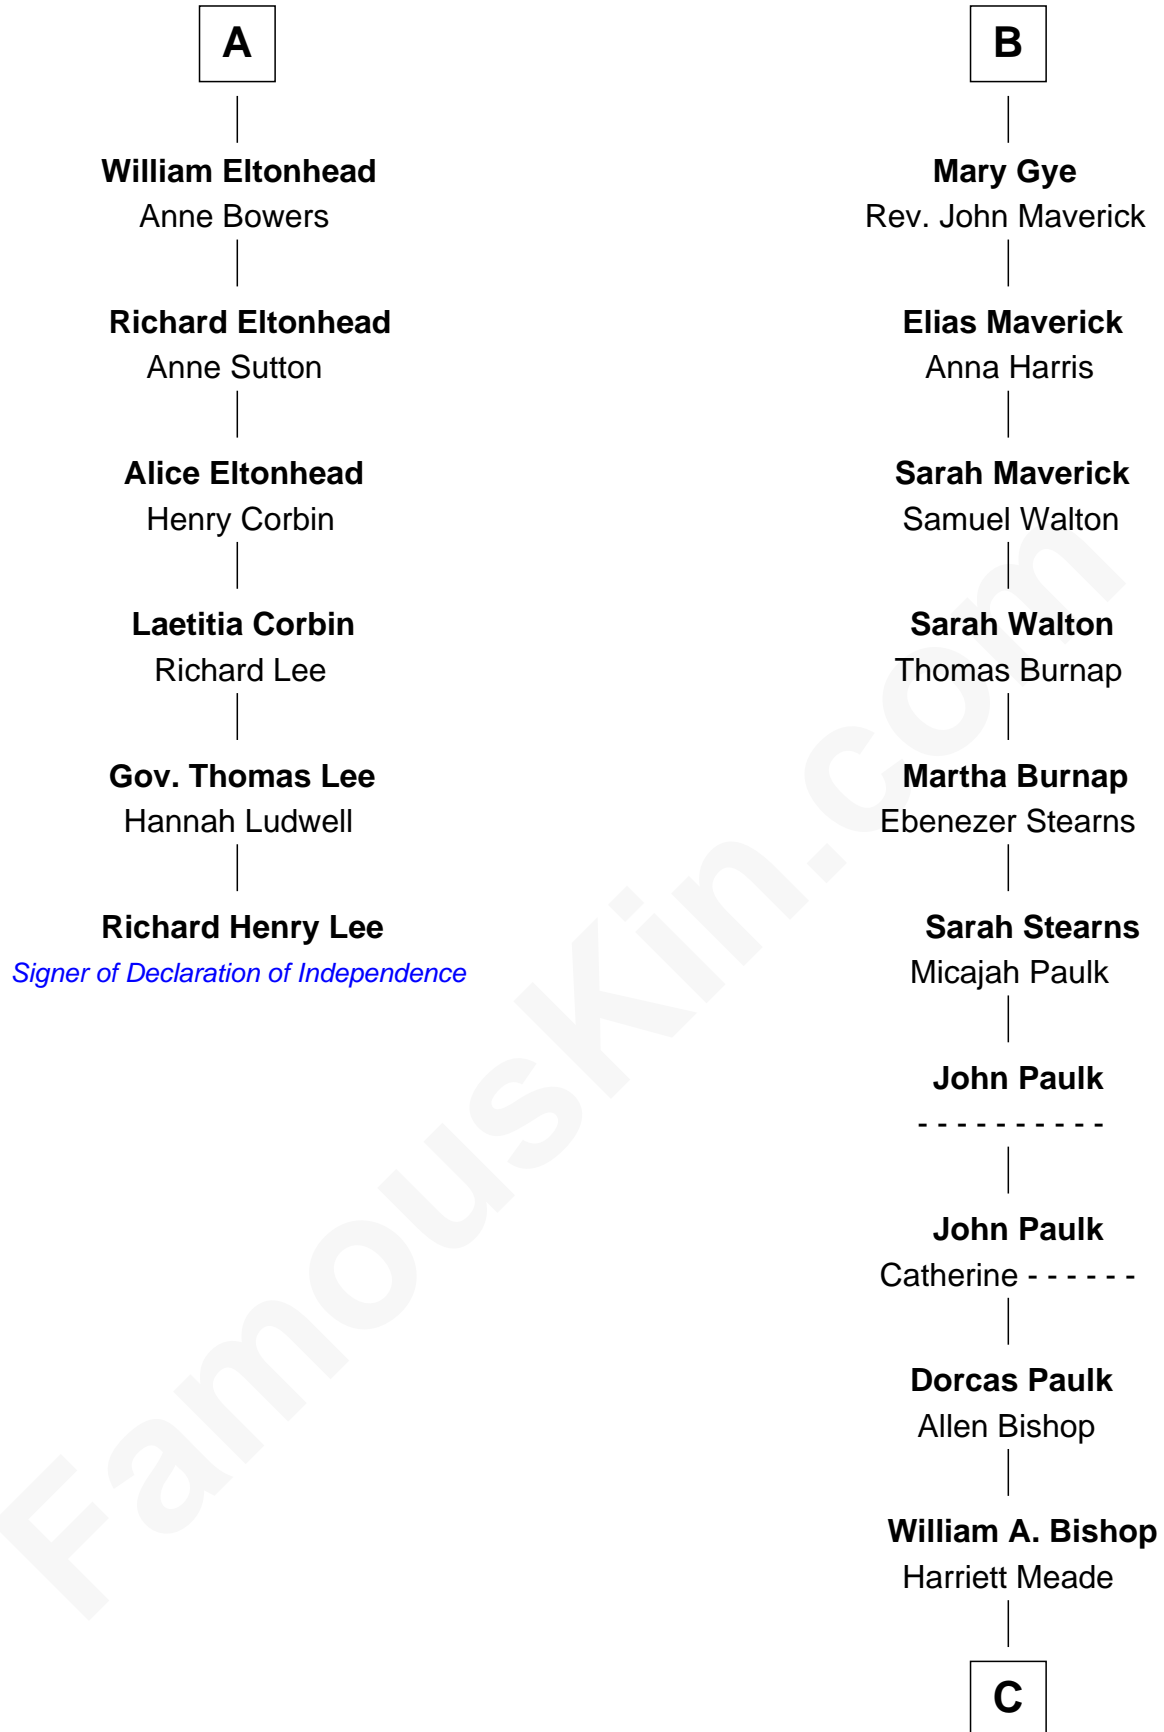 A
William Eltonhead
Anne Bowers
Richard Eltonhead
Anne Sutton
Alice Eltonhead
Henry Corbin
Laetitia Corbin
Richard Lee
Gov. Thomas Lee
Hannah Ludwell
Richard Henry Lee
Signer of Declaration of Independence
B
Mary Gye
Rev. John Maverick
Elias Maverick
Anna Harris
Sarah Maverick
Samuel Walton
Sarah Walton
Thomas Burnap
Martha Burnap
Ebenezer Stearns
Sarah Stearns
Micajah Paulk
John Paulk
- - - - - - - - - -
John Paulk
Catherine - - - - - -
Dorcas Paulk
Allen Bishop
William A. Bishop
Harriett Meade
C
FamousKin.com